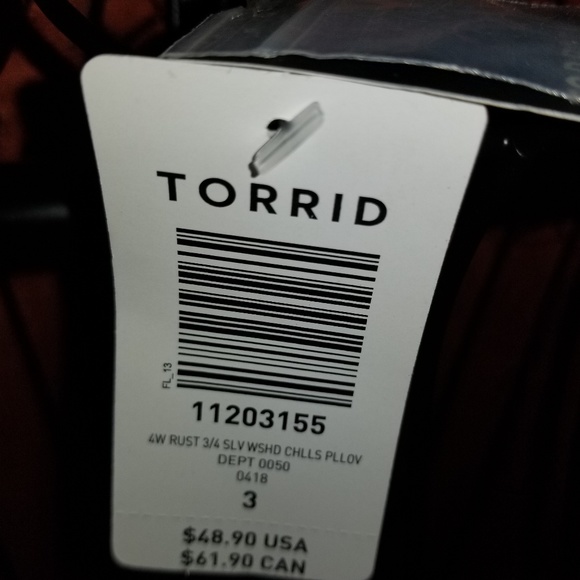 TORRID
FL_13
11203155
4W RUST 3/4 SLV WSHD CHLLS PLLOV
DEPT 0050
0418
3
$48.90 USA
$61.90 CAN